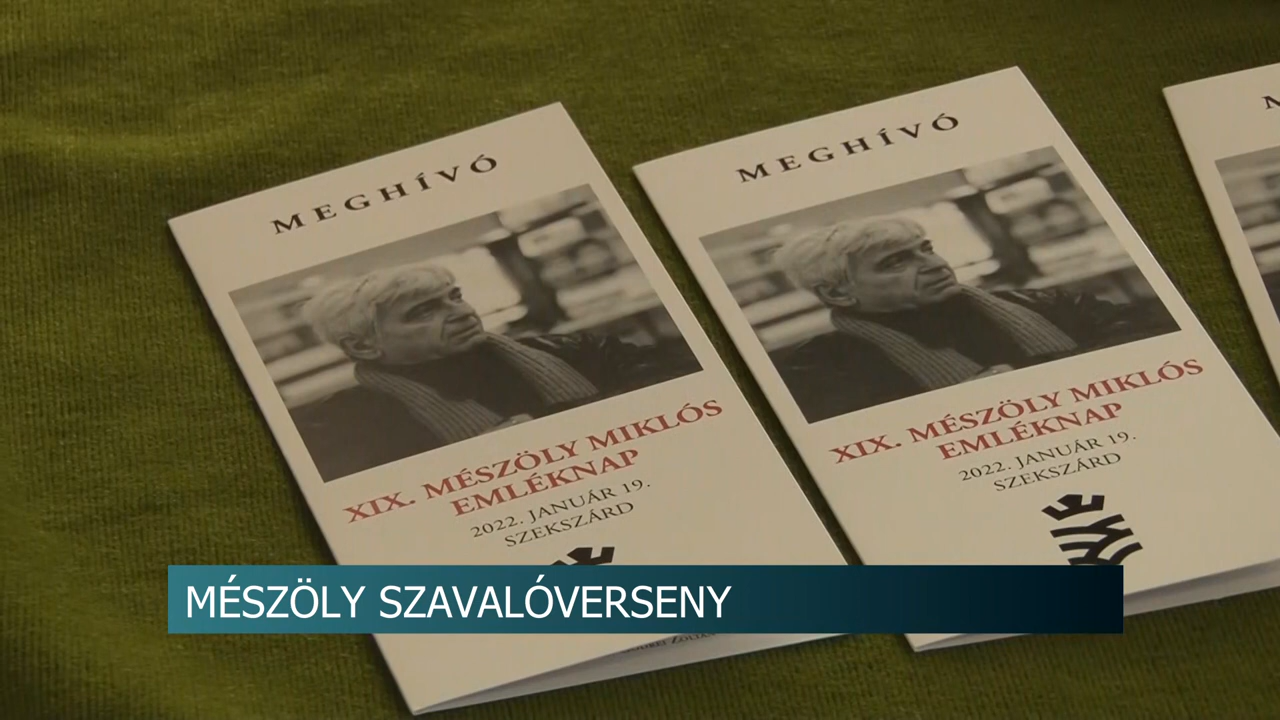 MEGHÍVÓ
XIX. MÉSZÖLY MIKLÓS
EMLÉKNAP
2022. JANUÁR 19.
SZEKSZÁRD
MEGHÍVÓ
XIX. MÉSZÖLY MIKLÓS
EMLÉKNAP
2022. JANUÁR 19.
SZEKSZÁRD
MÉSZÖLY SZAVALÓVERSENY